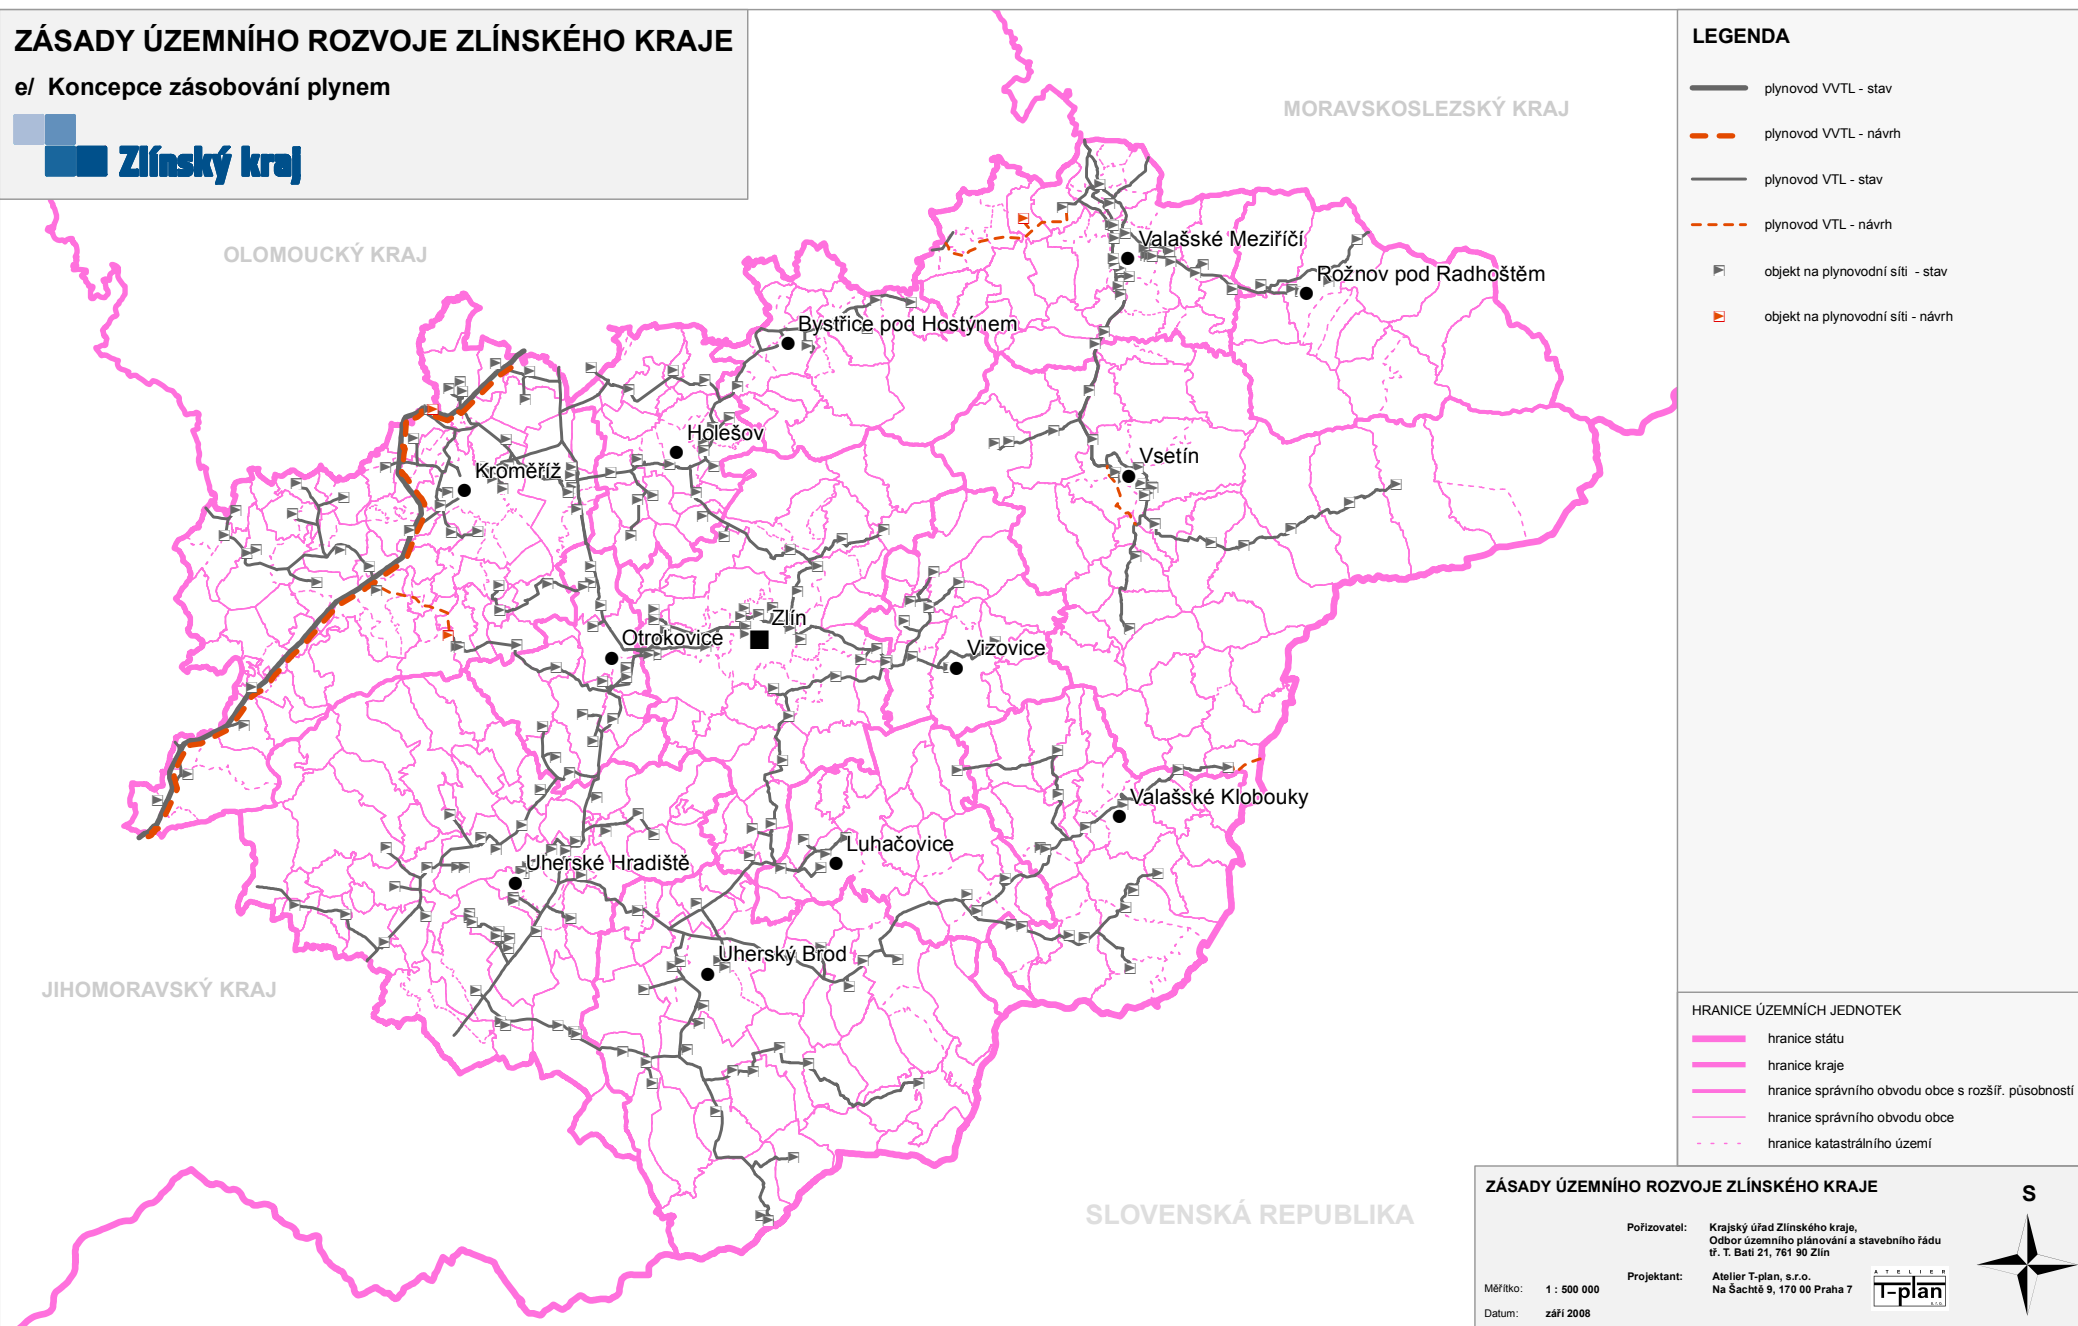 ZÁSADY ÚZEMNÍHO ROZVOJE ZLÍNSKÉHO KRAJE
e/ Koncepce zásobování plynem
Zlínský kraj
MORAVSKOSLEZSKÝ KRAJ
OLOMOUCKÝ KRAJ
Valašské Meziříčí
Rožnov pod Radhoštěm
Bystřice pod Hostýnem
Holešov
Kroměříž
Vsetín
Zlín
Otrokovice
Vizovice
Valašské Klobouky
Luhačovice
Uherské Hradiště
Uherský Brod
JIHOMORAVSKÝ KRAJ
SLOVENSKÁ REPUBLIKA
LEGENDA
plynovod VVTL - stav
plynovod VVTL - návrh
plynovod VTL - stav
plynovod VTL - návrh
objekt na plynovodní síti - stav
objekt na plynovodní síti - návrh
HRANICE ÚZEMNÍCH JEDNOTEK
hranice státu
hranice kraje
hranice správního obvodu obce s rozšíř. působností
hranice správního obvodu obce
hranice katastrálního území
ZÁSADY ÚZEMNÍHO ROZVOJE ZLÍNSKÉHO KRAJE
S
Pořizovatel: Krajský úřad Zlínského kraje,
Odbor územního plánování a stavebního řádu
tř. T. Bati 21, 761 90 Zlín
Projektant: Atelier T-plan, s.r.o.
Na Šachtě 9, 170 00 Praha 7
Měřítko: 1 : 500 000
Datum: září 2008
ATELIER
T-plan
s.r.o.